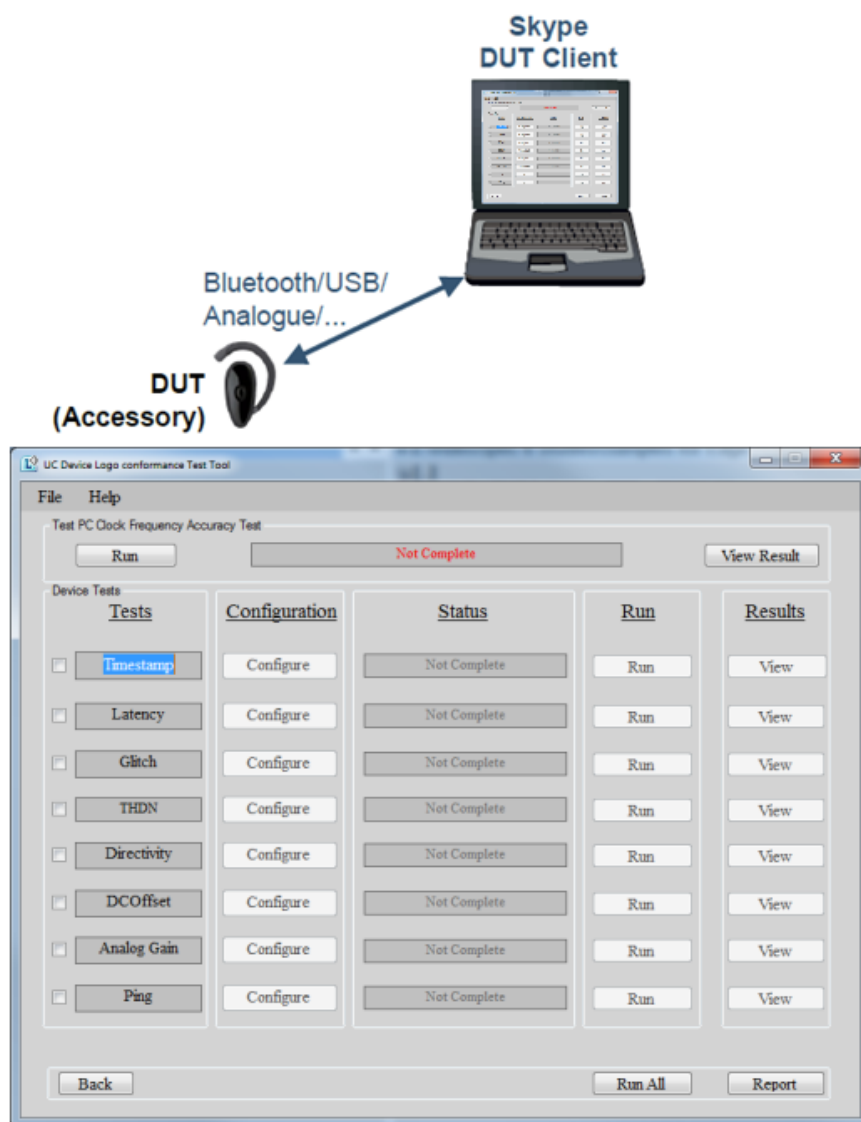 Skype
DUT Client
Bluetooth/USB/
Analogue/...
DUT
(Accessory)
UC Device Logo conformance Test Tool
File Help
Test PC Clock Frequency Accuracy Test
Run Not Complete View Result
Device Tests
Tests Configuration Status Run Results
Timestamp Configure Not Complete Run View
Latency Configure Not Complete Run View
Glitch Configure Not Complete Run View
THDN Configure Not Complete Run View
Directivity Configure Not Complete Run View
DCOffset Configure Not Complete Run View
Analog Gain Configure Not Complete Run View
Ping Configure Not Complete Run View
Back Run All Report